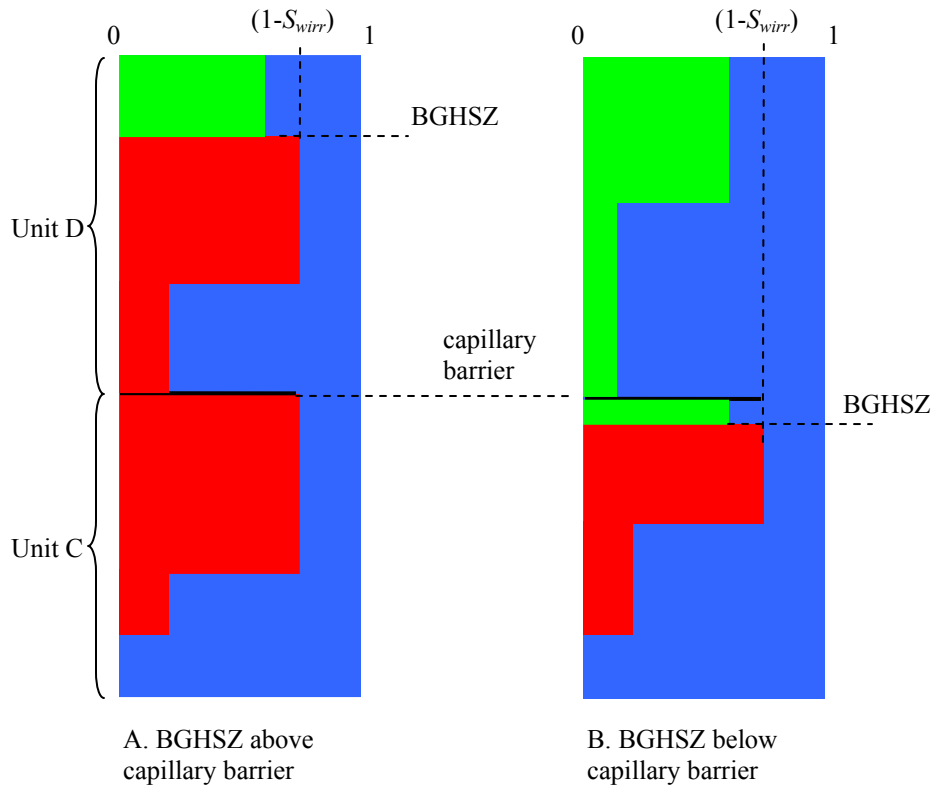 0
(1-Swirr)
1
0
(1-Swirr)
1
BGHSZ
Unit D
capillary
barrier
BGHSZ
Unit C
A. BGHSZ above
capillary barrier
B. BGHSZ below
capillary barrier